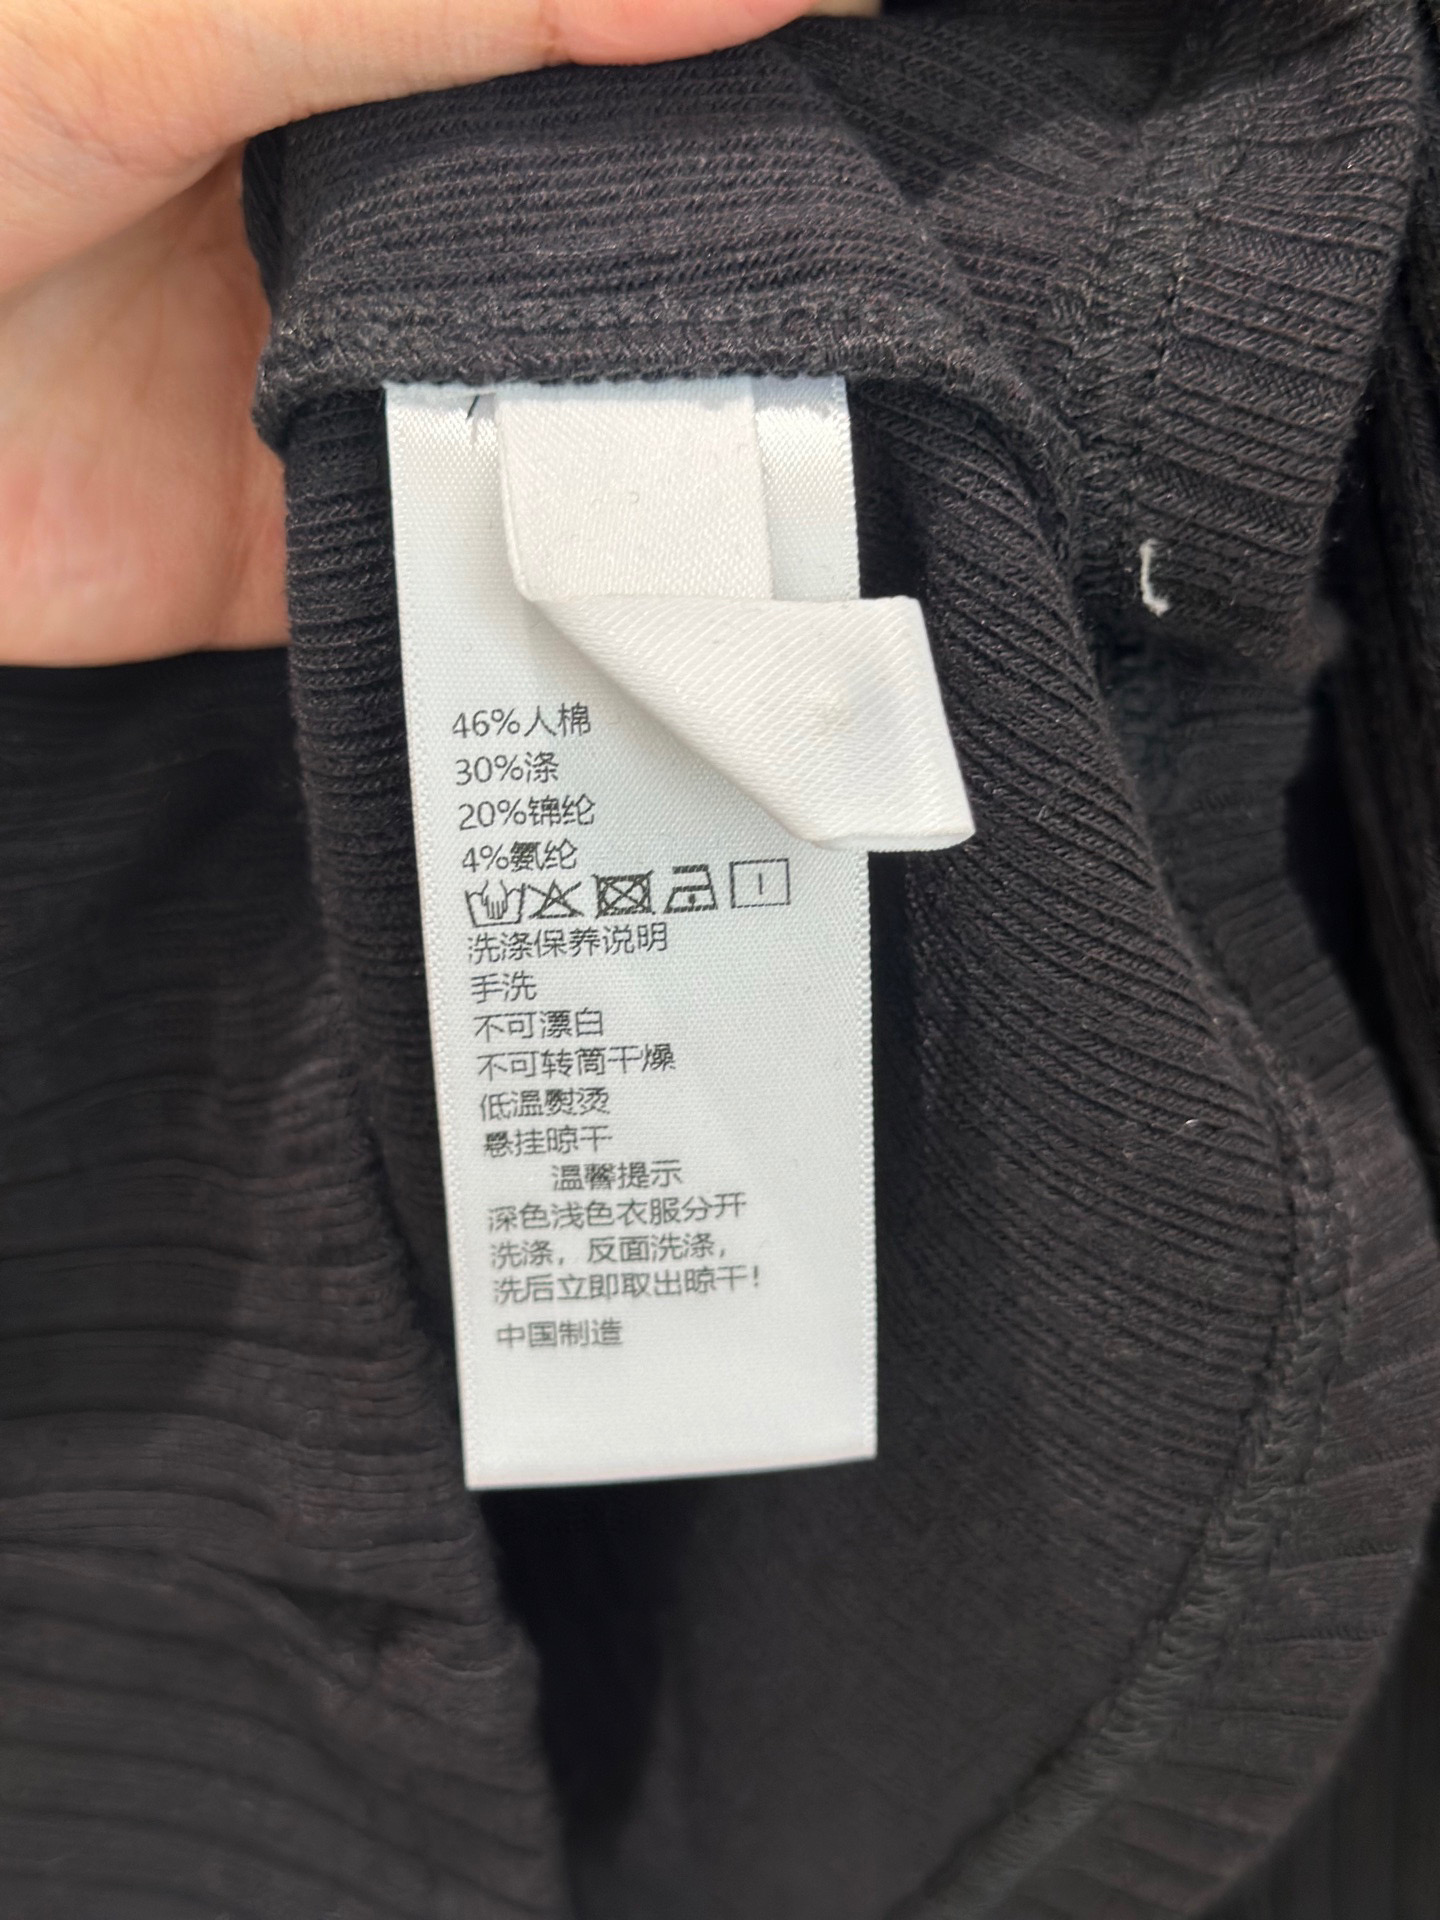 46%人棉
30%涤
20%锦纶
4%氨纶
洗涤保养说明
手洗
不可漂白
不可转筒干燥
低温熨烫
悬挂晾干
温馨提示
深色浅色衣服分开
洗涤，反面洗涤，
洗后立即取出晾干！
中国制造